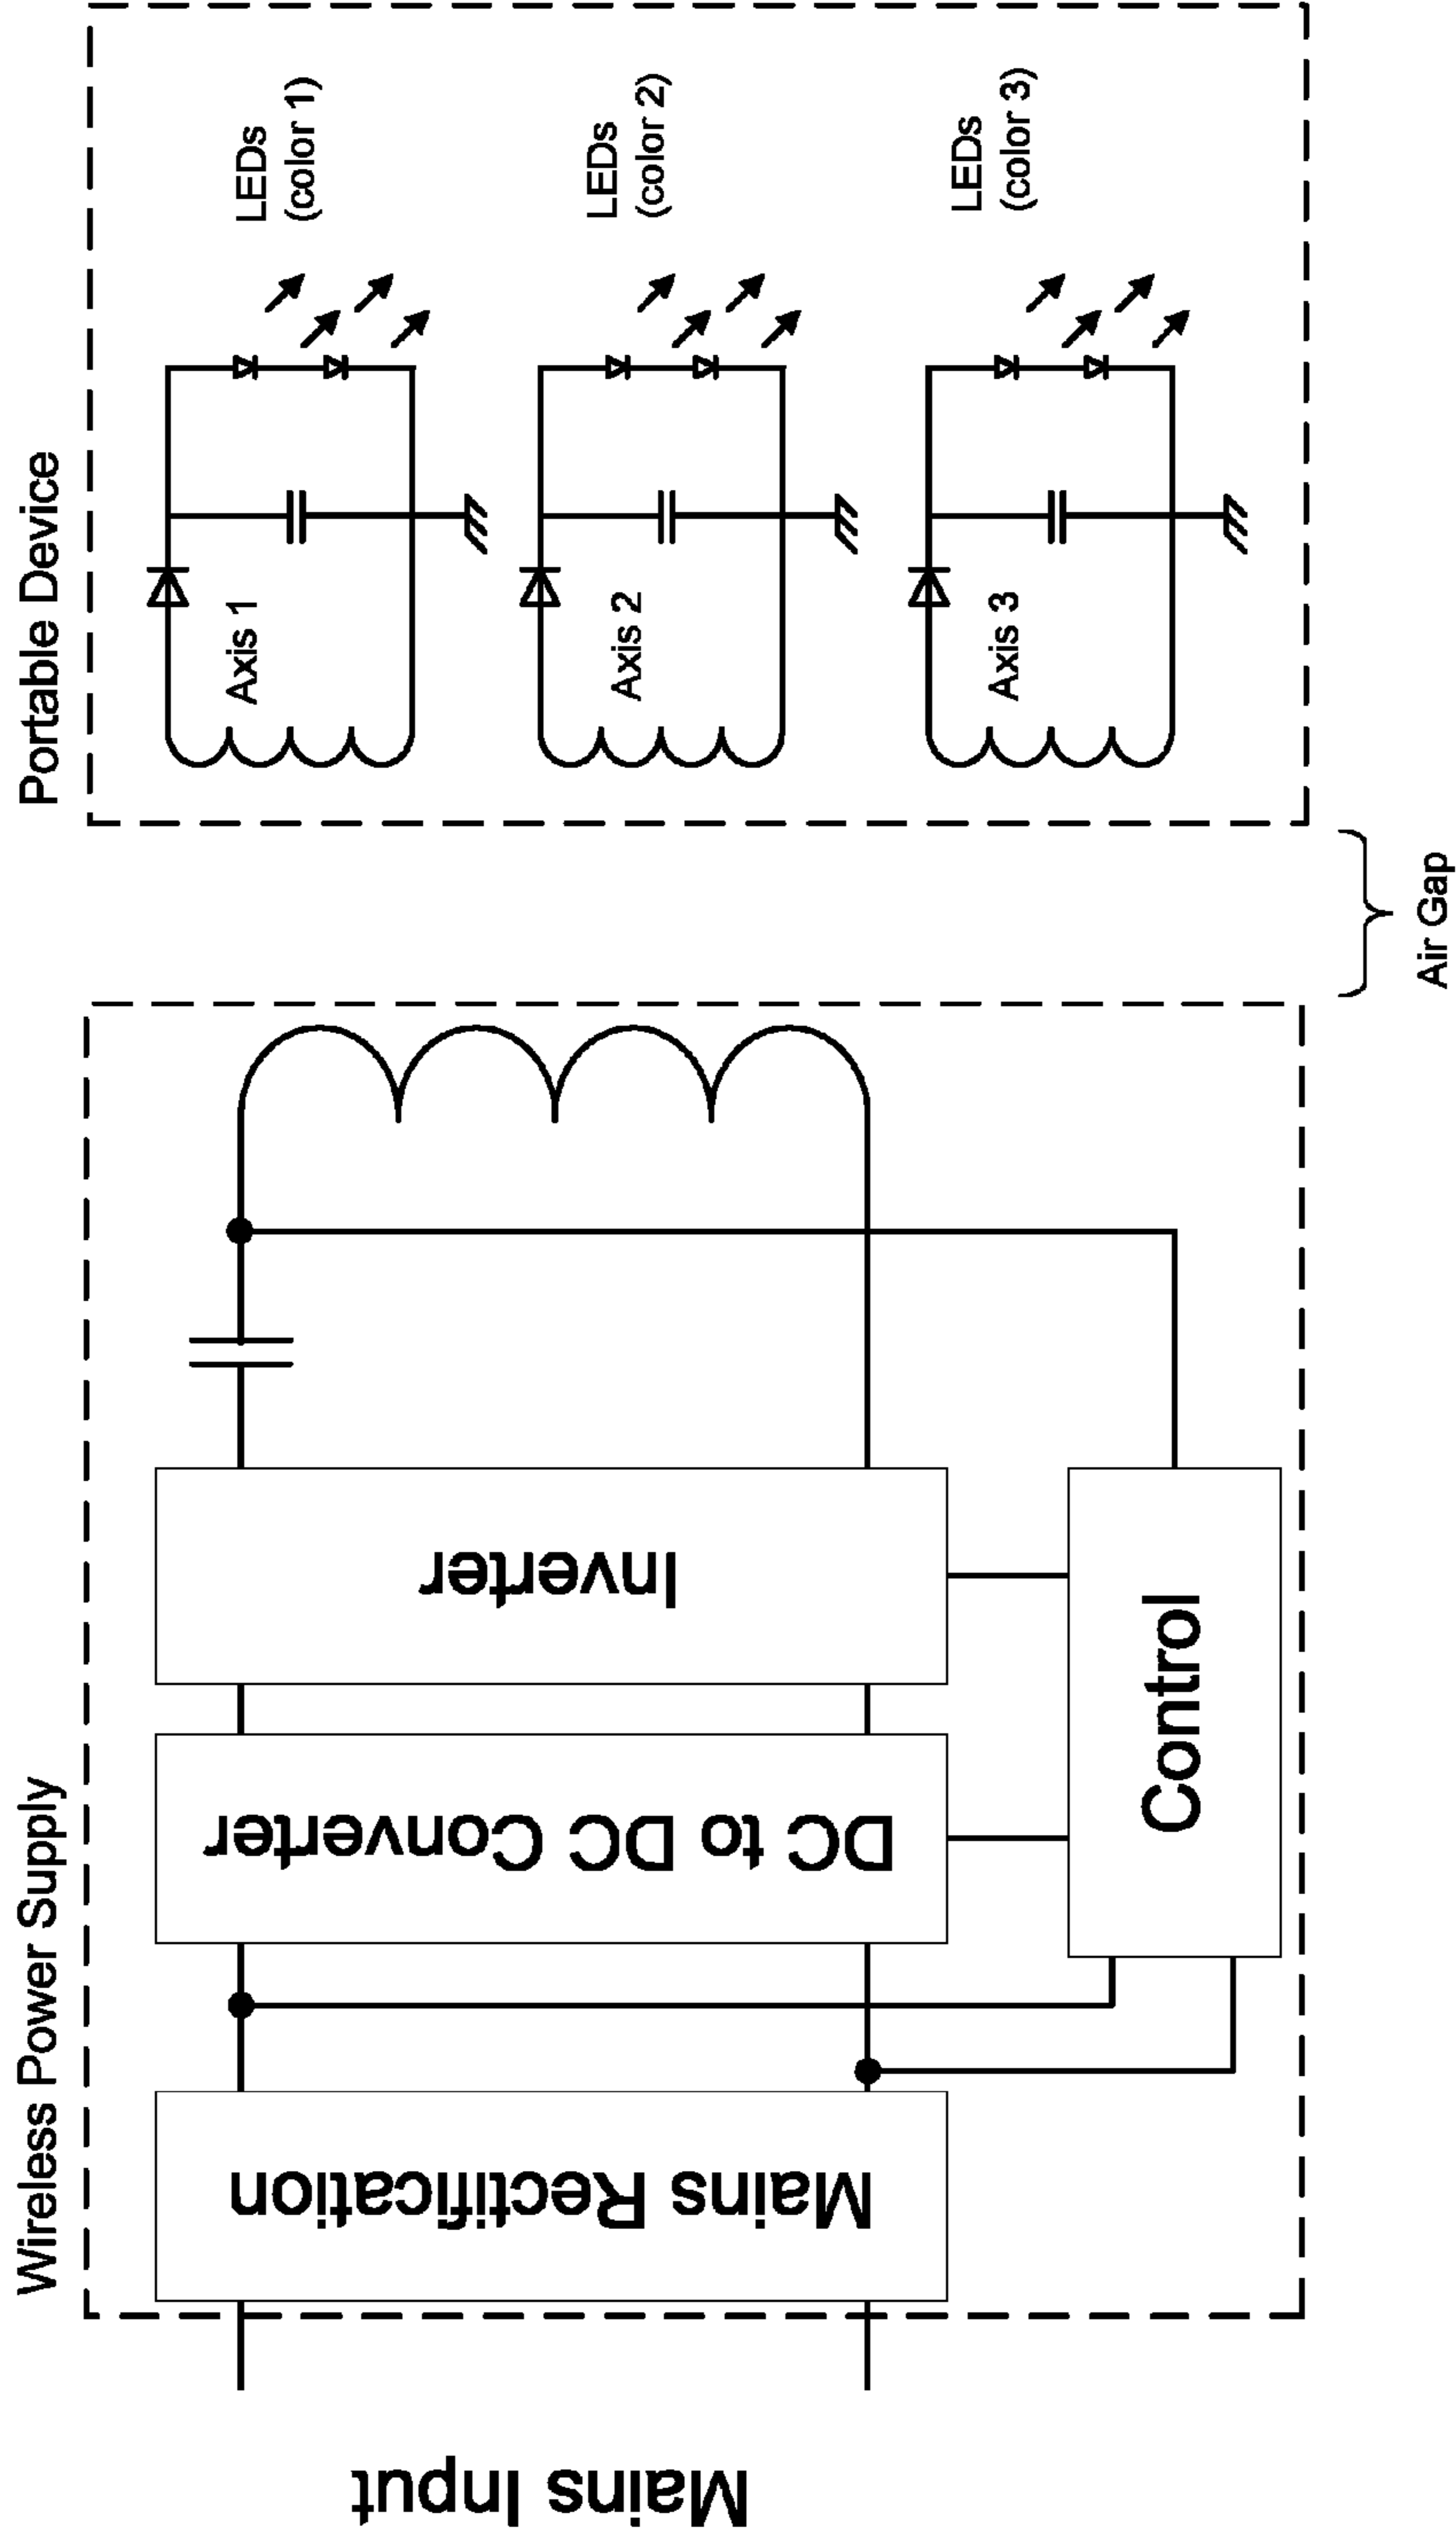 Wireless Power Supply
Portable Device
Mains Input
Mains Rectification
DC to DC Converter
Inverter
Control
Air Gap
Axis 1
LEDs
(color 1)
Axis 2
LEDs
(color 2)
Axis 3
LEDs
(color 3)